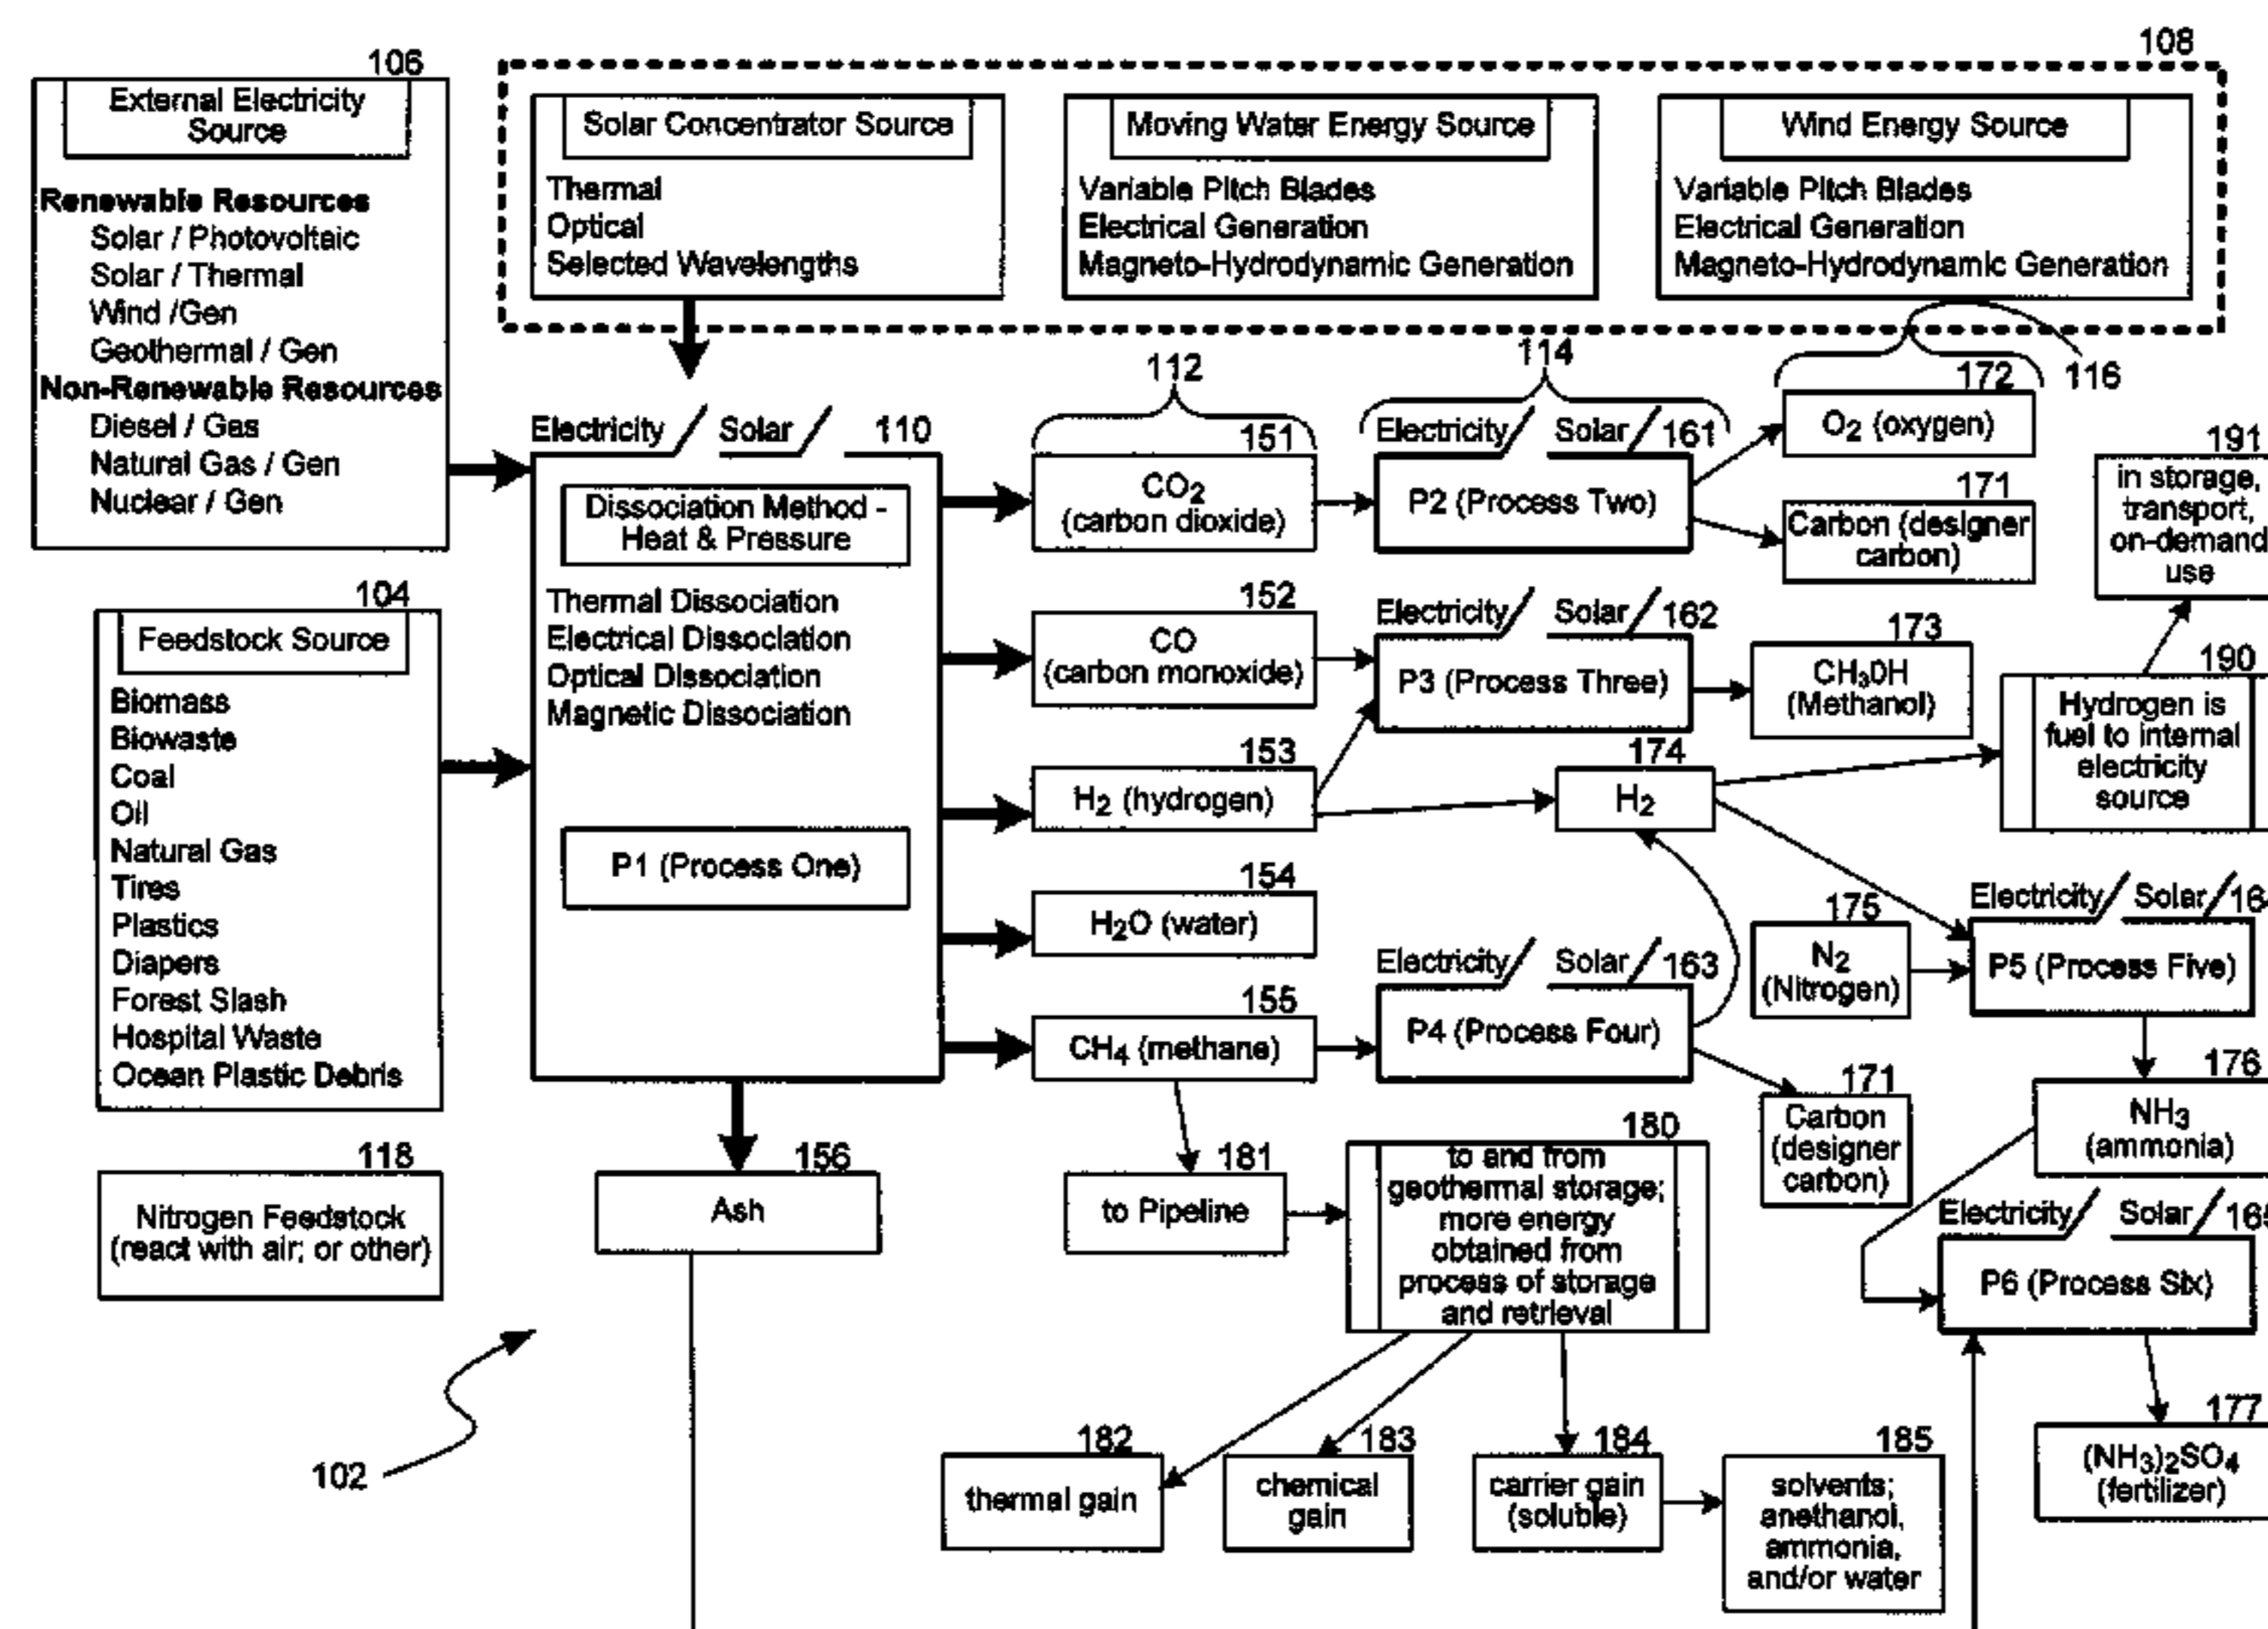 106
External Electricity
Source
Renewable Resources
Solar / Photovoltaic
Solar / Thermal
Wind /Gen
Geothermal / Gen
Non-Renewable Resources
Diesel / Gas
Natural Gas / Gen
Nuclear / Gen
108
Solar Concentrator Source
Thermal
Optical
Selected Wavelengths
Moving Water Energy Source
Variable Pitch Blades
Electrical Generation
Magneto-Hydrodynamic Generation
Wind Energy Source
Variable Pitch Blades
Electrical Generation
Magneto-Hydrodynamic Generation
104
Feedstock Source
Biomass
Biowaste
Coal
Oil
Natural Gas
Tires
Plastics
Diapers
Forest Slash
Hospital Waste
Ocean Plastic Debris
118
Nitrogen Feedstock
(react with air; or other)
102
Electricity Solar 110
Dissociation Method -
Heat & Pressure
Thermal Dissociation
Electrical Dissociation
Optical Dissociation
Magnetic Dissociation
P1 (Process One)
156
Ash
112
151
CO2
(carbon dioxide)
152
CO
(carbon monoxide)
153
H2 (hydrogen)
154
H2O (water)
155
CH4 (methane)
181
to Pipeline
114
Electricity Solar 161
P2 (Process Two)
Electricity Solar 162
P3 (Process Three)
174
H2
Electricity Solar 163
P4 (Process Four)
180
to and from
geothermal storage;
more energy
obtained from
process of storage
and retrieval
182
thermal gain
183
chemical
gain
184
carrier gain
(soluble)
185
solvents;
anethanol,
ammonia,
and/or water
116
172
O2 (oxygen)
171
Carbon (designer
carbon)
173
CH30H
(Methanol)
191
in storage,
transport,
on-demand
use
190
Hydrogen is
fuel to internal
electricity
source
175
N2
(Nitrogen)
Electricity Solar
P5 (Process Five)
171
Carbon
(designer
carbon)
176
NH3
(ammonia)
Electricity Solar 165
P6 (Process Six)
177
(NH3)2SO4
(fertilizer)